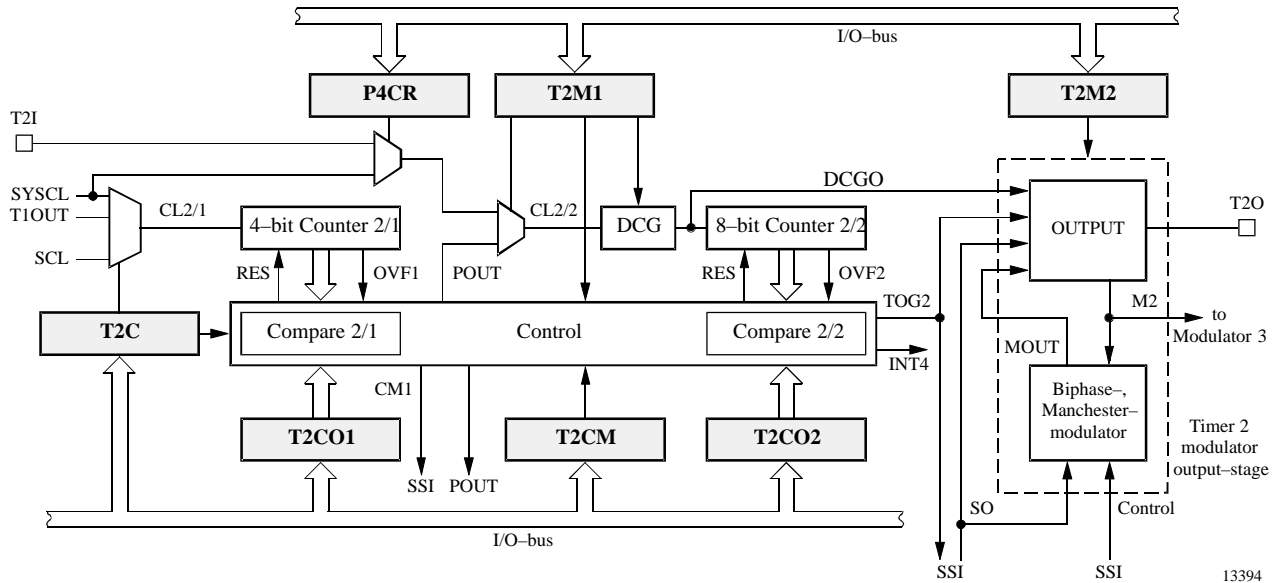 I/O–bus
P4CR
T2M1
T2M2
T2I
DCGO
SYSCL
T1OUT
CL2/1
4–bit Counter 2/1
CL2/2
DCG
8–bit Counter 2/2
OUTPUT
T2O
SCL
RES
OVF1
POUT
RES
OVF2
TOG2
M2
T2C
Compare 2/1
Control
Compare 2/2
to
Modulator 3
INT4
MOUT
CM1
Biphase–,
Manchester–
modulator
T2CO1
T2CM
T2CO2
Timer 2
modulator
output–stage
SSI
POUT
SO
Control
I/O–bus
SSI
SSI
13394